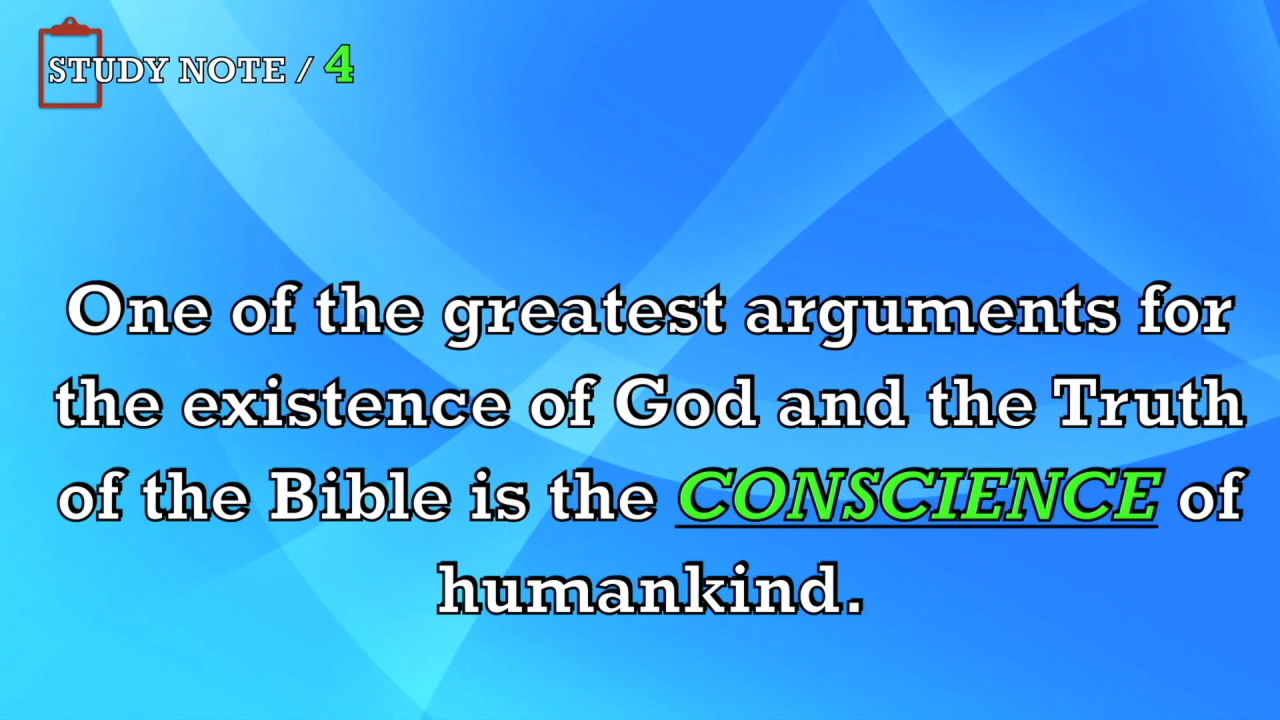 STUDY NOTE / 4
One of the greatest arguments for
the existence of God and the Truth
of the Bible is the CONSCIENCE of
humankind.